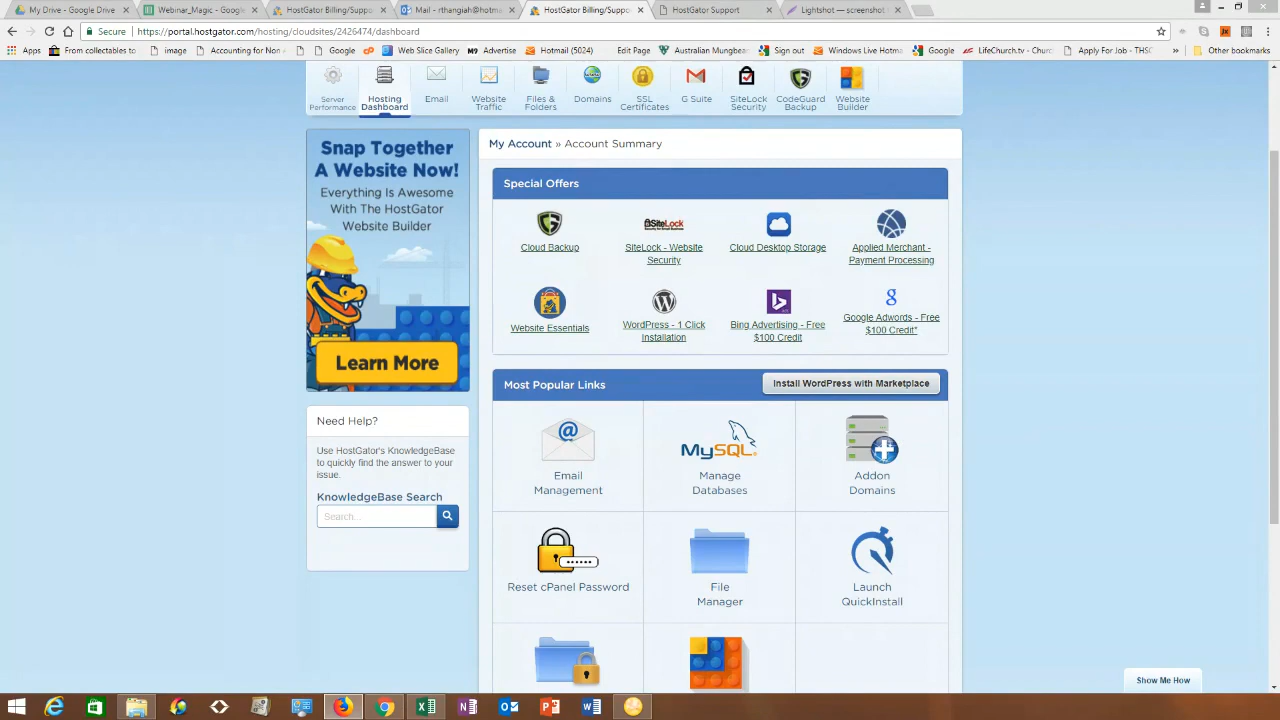 My Drive - Google Drive
Webinar_Magic - Googl
HostGator Billing/Suppo
Mail - rthangiah@hotma
HostGator Billing/Suppo
HostGator Support
Lightshot — screenshot
Secure
https://portal.hostgator.com/hosting/cloudsites/2426474/dashboard
Apps
From collectables to
image
Accounting for Non
Google
Web Slice Gallery
Advertise
Hotmail (5024)
Edit Page
Australian Mungbea
Sign out
Windows Live Hotma
Google
LifeChurch.tv - Churc
Apply For Job - THSC
»
Other bookmarks
Server Performance
Hosting Dashboard
Email
Website Traffic
Files & Folders
Domains
SSL Certificates
G Suite
SiteLock Security
CodeGuard Backup
Website Builder
Snap Together
A Website Now!
Everything Is Awesome
With The HostGator
Website Builder
Learn More
Need Help?
Use HostGator's KnowledgeBase
to quickly find the answer to your
issue.
KnowledgeBase Search
Search...
My Account » Account Summary
Special Offers
Cloud Backup
SiteLock
SiteLock - Website
Security
Cloud Desktop Storage
Applied Merchant -
Payment Processing
Website Essentials
WordPress - 1 Click
Installation
Bing Advertising - Free
$100 Credit
Google Adwords - Free
$100 Credit*
Most Popular Links
Install WordPress with Marketplace
Email
Management
MySQL
Manage
Databases
Addon
Domains
Reset cPanel Password
File
Manager
Launch
QuickInstall
Show Me How